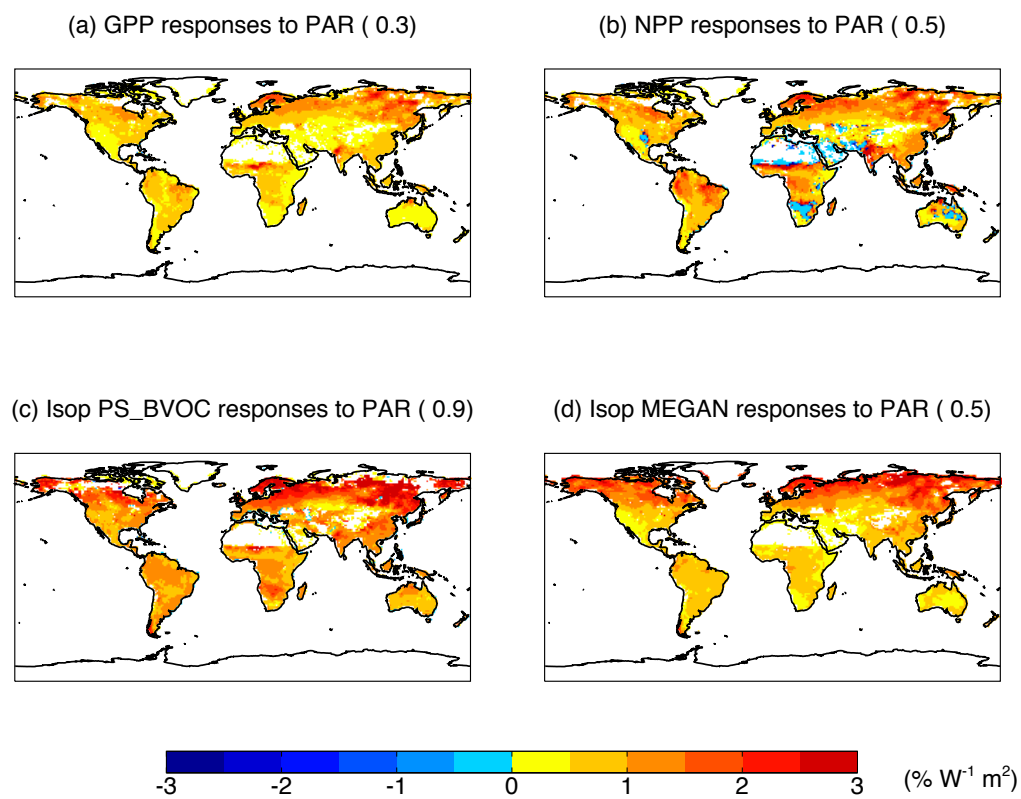 (a) GPP responses to PAR ( 0.3)
(b) NPP responses to PAR ( 0.5)
(c) Isop PS_BVOC responses to PAR ( 0.9)
(d) Isop MEGAN responses to PAR ( 0.5)
-3 -2 -1 0 1 2 3 (% W⁻¹ m²)